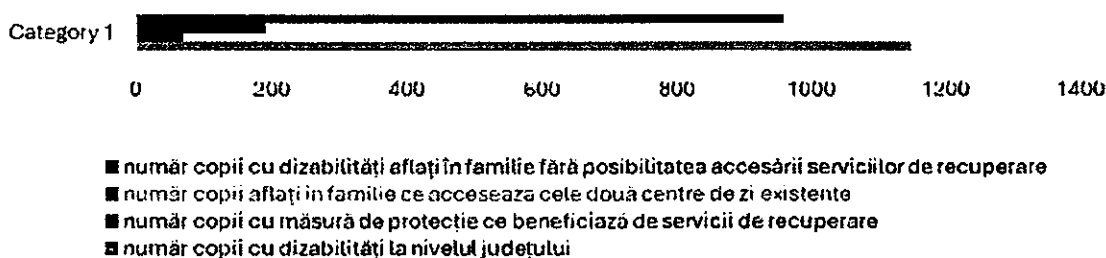 Category 1
0 200 400 600 800 1000 1200 1400
număr copii cu dizabilități aflați în familie fără posibilitatea accesării serviciilor de recuperare
număr copii aflați in familie ce acceseaza cele două centre de zi existente
număr copii cu măsură de protecție ce beneficiază de servicii de recuperare
număr copii cu dizabilități la nivelul județului